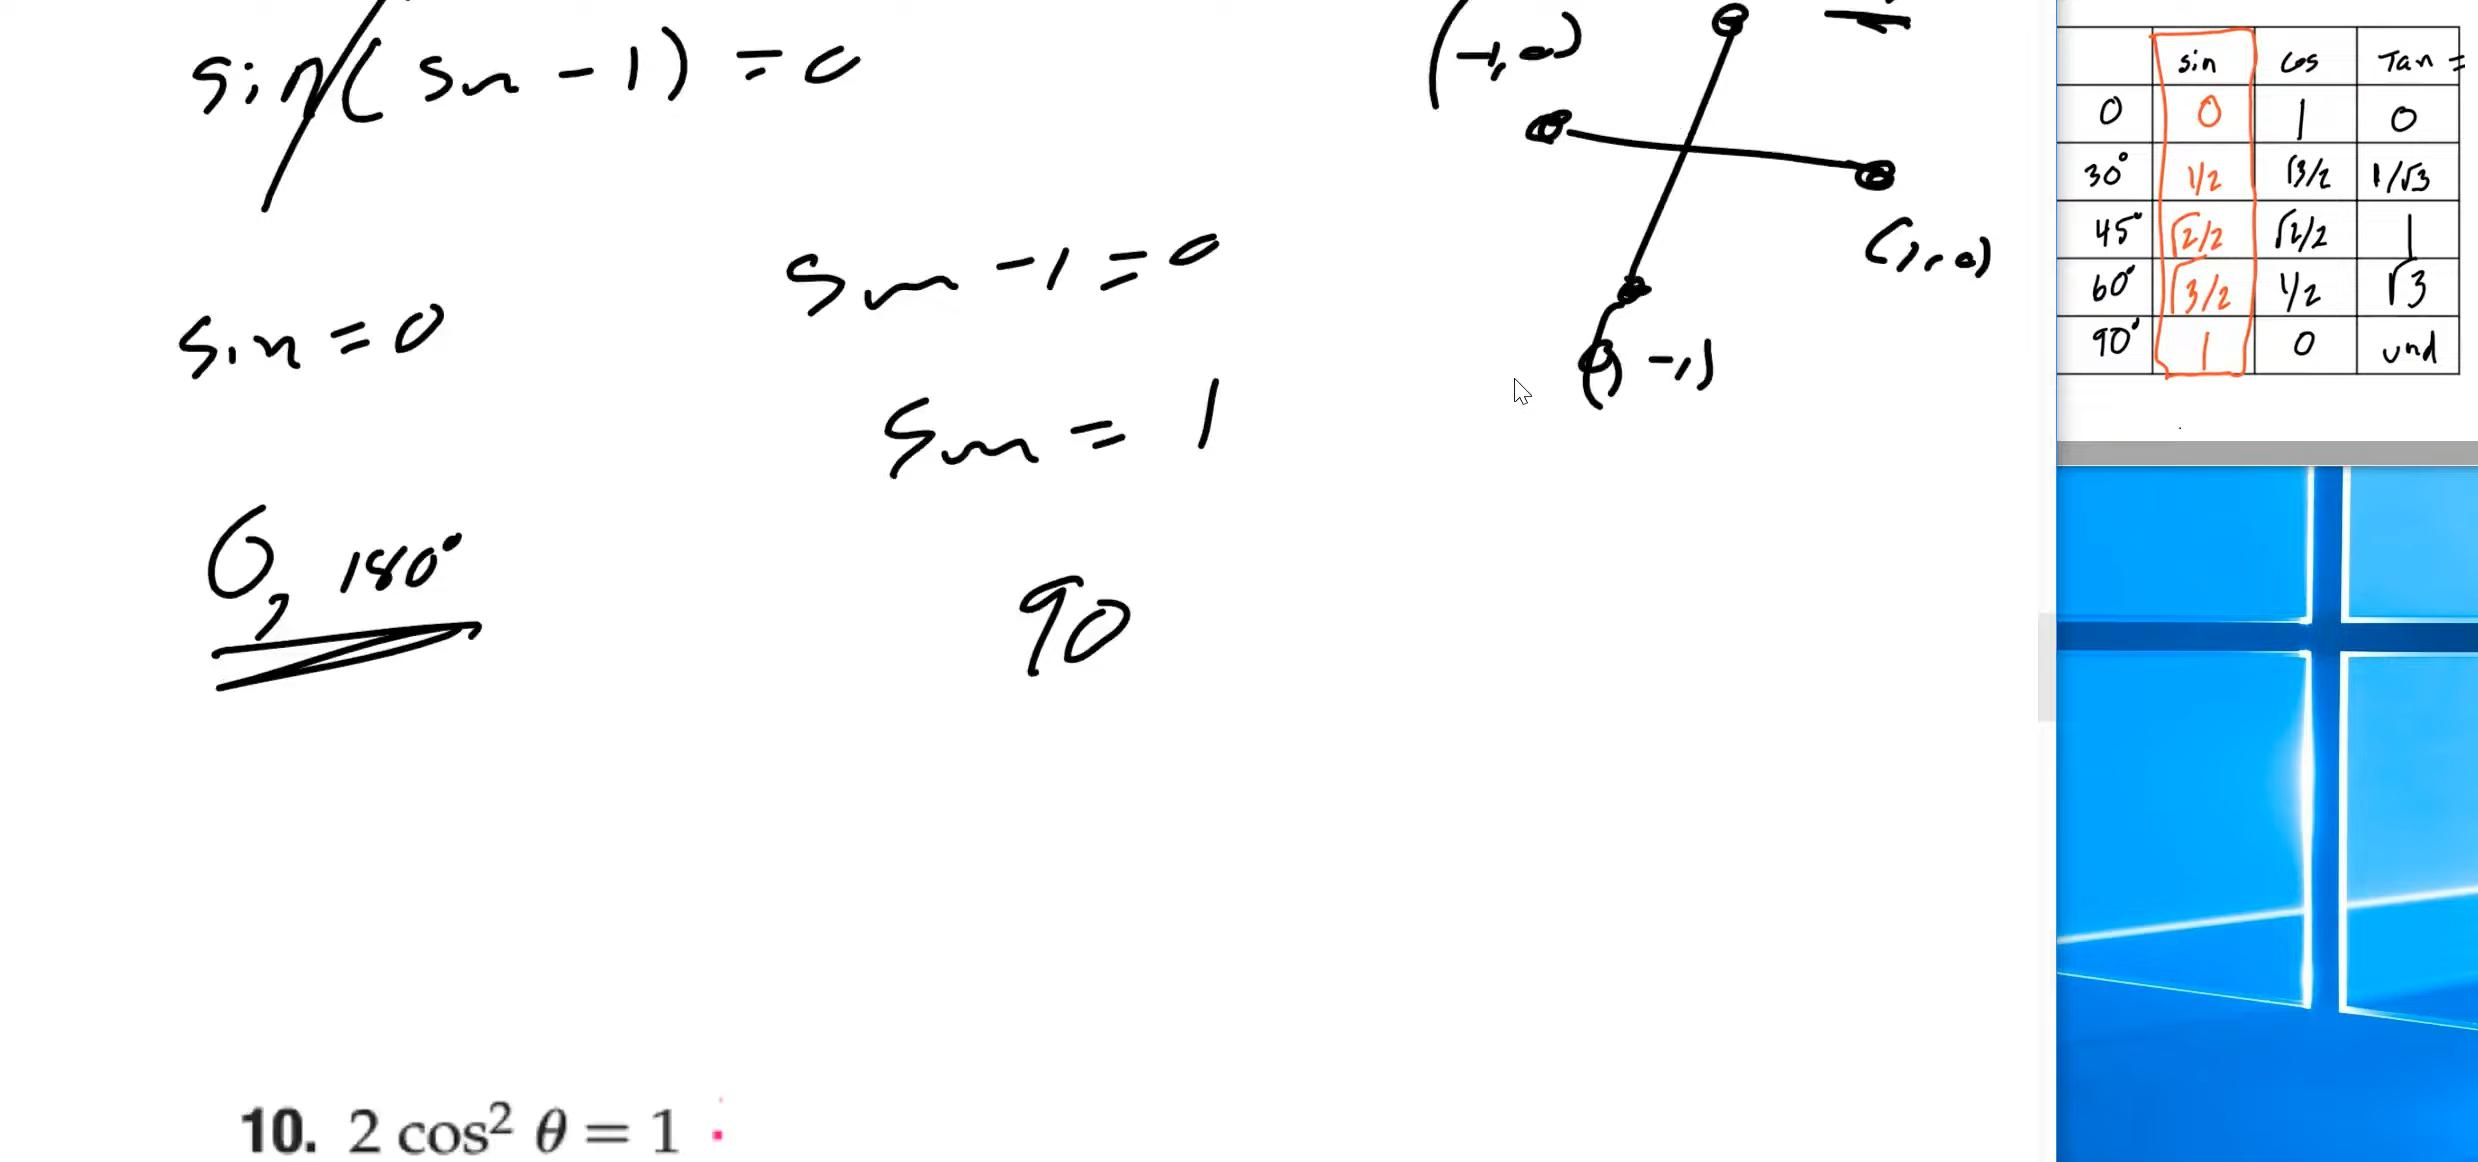 sin(sin - 1) = 0
sin - 1 = 0
sin = 0
sin = 1
0, 180°
90
(-1, 0)
(1, 0)
-1)
sin cos Tan =
0 0 1 0
30° 1/2 √3/2 1/√3
45° √2/2 √2/2 1
60° √3/2 1/2 √3
90° 1 0 und
10. 2 cos² θ = 1